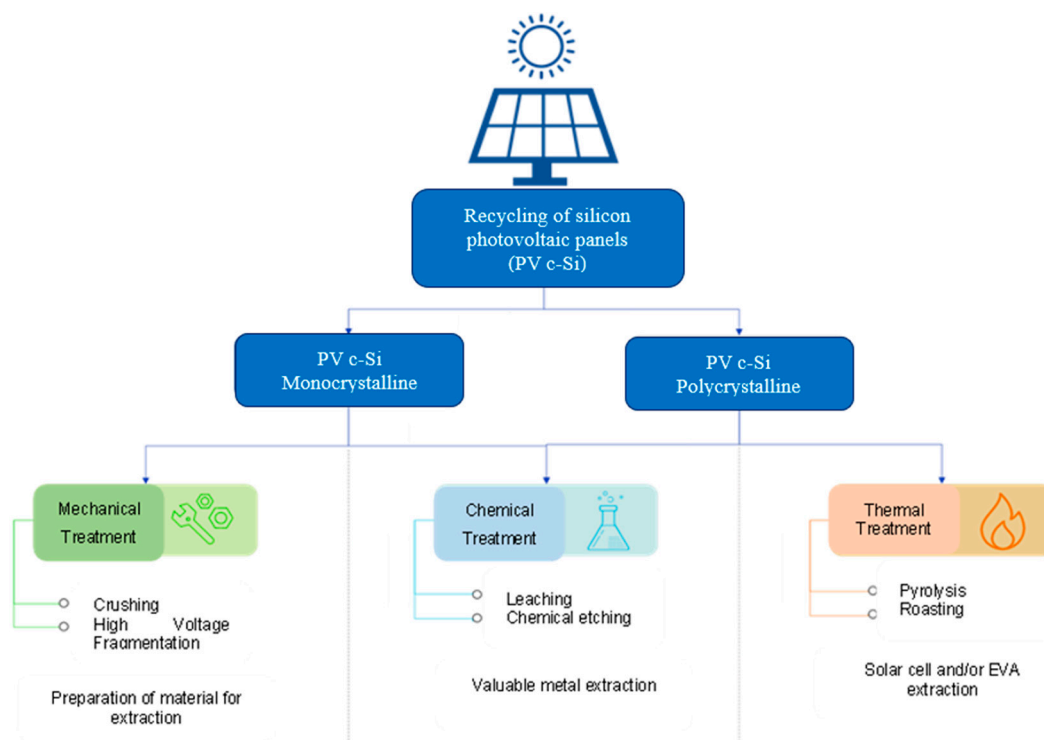 Recycling of silicon
photovoltaic panels
(PV c-Si)
PV c-Si
Monocrystalline
PV c-Si
Polycrystalline
Mechanical
Treatment
Crushing
High Voltage
Fragmentation
Preparation of material for
extraction
Chemical
Treatment
Leaching
Chemical etching
Valuable metal extraction
Thermal
Treatment
Pyrolysis
Roasting
Solar cell and/or EVA
extraction